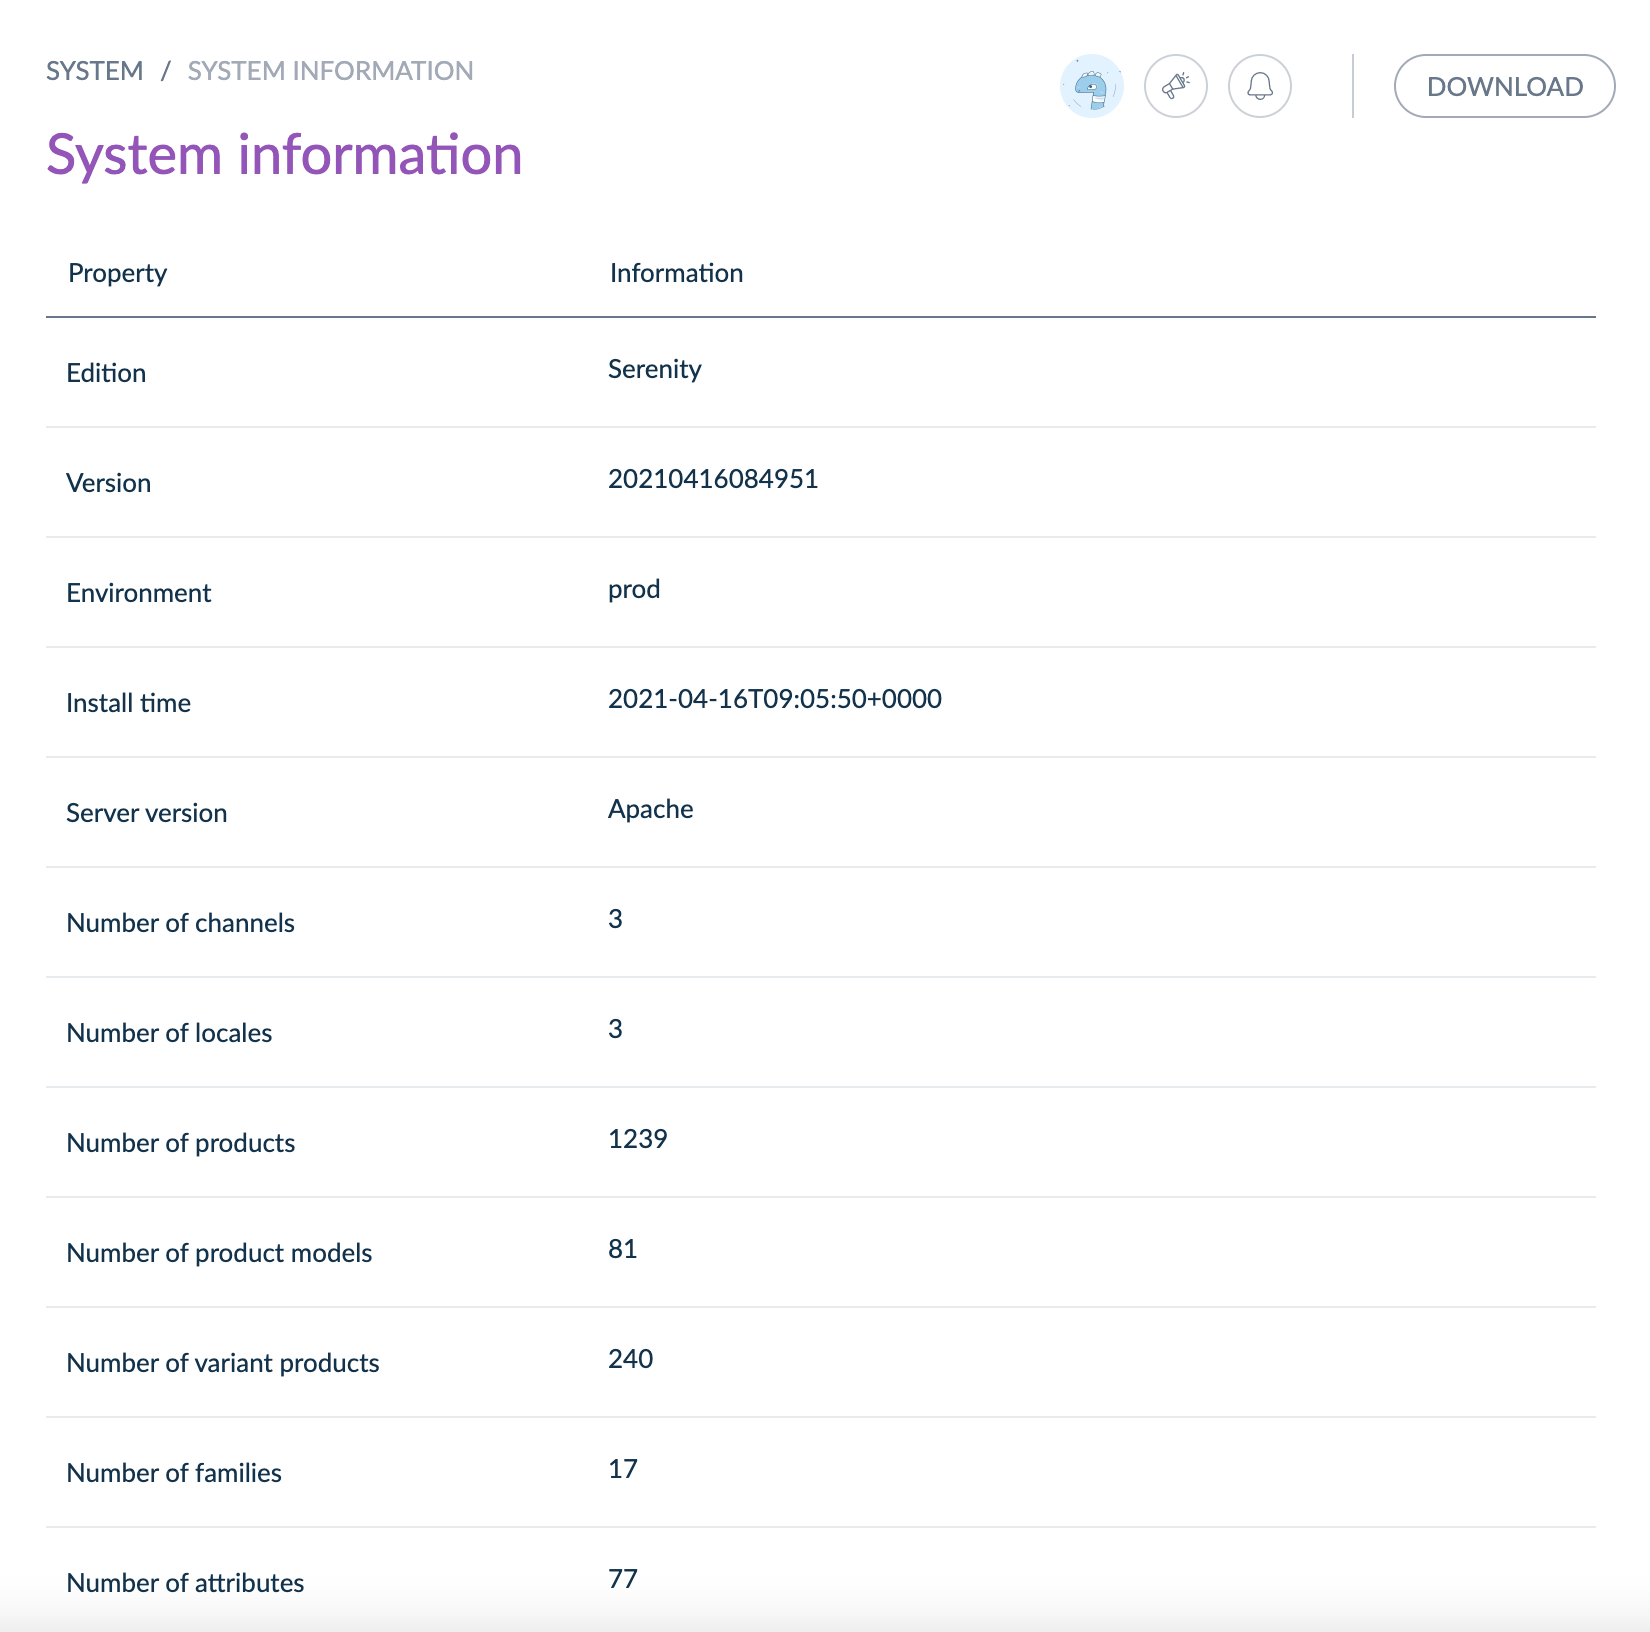 SYSTEM / SYSTEM INFORMATION
DOWNLOAD
System information
Property Information
Edition Serenity
Version 20210416084951
Environment prod
Install time 2021-04-16T09:05:50+0000
Server version Apache
Number of channels 3
Number of locales 3
Number of products 1239
Number of product models 81
Number of variant products 240
Number of families 17
Number of attributes 77